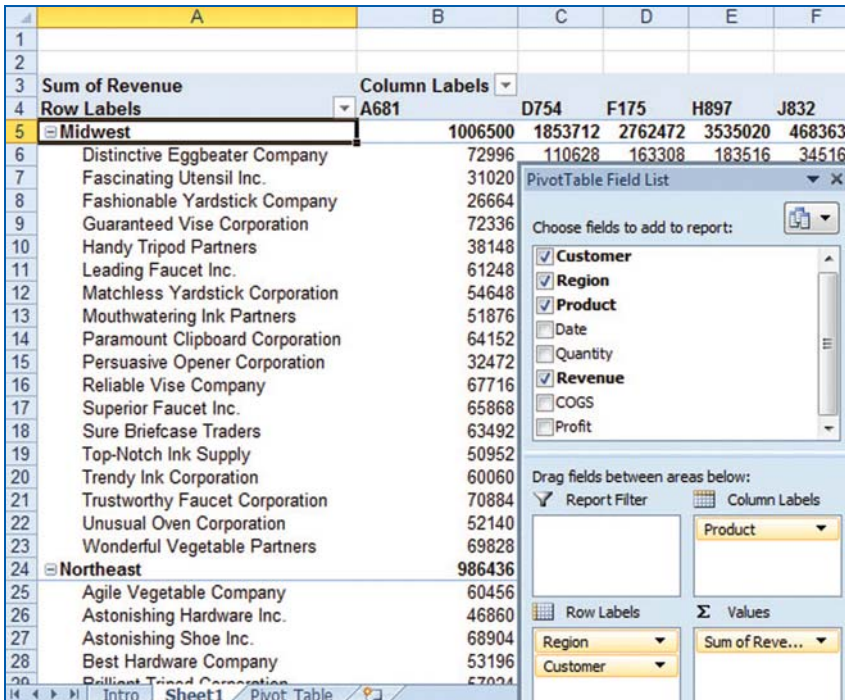 A B C D E F
1
2
3 Sum of Revenue Column Labels
4 Row Labels A681 D754 F175 H897 J832
5 Midwest 1006500 1853712 2762472 3535020 468363
6 Distinctive Eggbeater Company 72996 110628 163308 183516 34516
7 Fascinating Utensil Inc. 31020
8 Fashionable Yardstick Company 26664
9 Guaranteed Vise Corporation 72336
10 Handy Tripod Partners 38148
11 Leading Faucet Inc. 61248
12 Matchless Yardstick Corporation 54648
13 Mouthwatering Ink Partners 51876
14 Paramount Clipboard Corporation 64152
15 Persuasive Opener Corporation 32472
16 Reliable Vise Company 67716
17 Superior Faucet Inc. 65868
18 Sure Briefcase Traders 63492
19 Top-Notch Ink Supply 50952
20 Trendy Ink Corporation 60060
21 Trustworthy Faucet Corporation 70884
22 Unusual Oven Corporation 52140
23 Wonderful Vegetable Partners 69828
24 Northeast 986436
25 Agile Vegetable Company 60456
26 Astonishing Hardware Inc. 46860
27 Astonishing Shoe Inc. 68904
28 Best Hardware Company 53196
29 Brilliant Tripod Corporation 57024
Intro Sheet1 Pivot Table
PivotTable Field List
Choose fields to add to report:
Customer
Region
Product
Date
Quantity
Revenue
COGS
Profit
Drag fields between areas below:
Report Filter Column Labels
Product
Row Labels Σ Values
Region Sum of Reve...
Customer